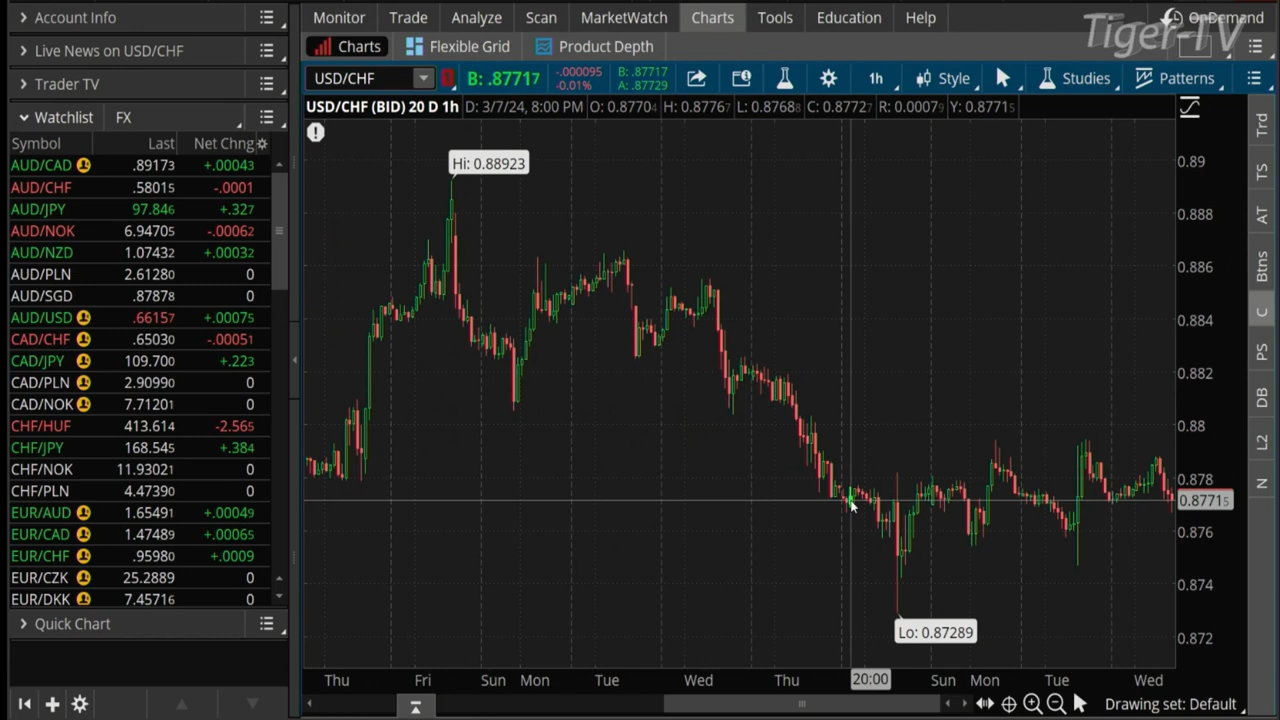 Account Info
Live News on USD/CHF
Trader TV
Watchlist FX
Symbol Last Net Chng
AUD/CAD .89173 +.00043
AUD/CHF .58015 -.0001
AUD/JPY 97.846 +.327
AUD/NOK 6.94705 -.00062
AUD/NZD 1.07432 +.00032
AUD/PLN 2.61280 0
AUD/SGD .87878 0
AUD/USD .66157 +.00075
CAD/CHF .65030 -.00051
CAD/JPY 109.700 +.223
CAD/PLN 2.90990 0
CAD/NOK 7.71201 0
CHF/HUF 413.614 -2.565
CHF/JPY 168.545 +.384
CHF/NOK 11.93021 0
CHF/PLN 4.47390 0
EUR/AUD 1.65491 +.00049
EUR/CAD 1.47489 +.00065
EUR/CHF .95980 +.0009
EUR/CZK 25.2889 0
EUR/DKK 7.45716 0
Quick Chart
Monitor Trade Analyze Scan MarketWatch Charts Tools Education Help OnDemand
Tiger-TV
Charts Flexible Grid Product Depth
USD/CHF B: .87717 -.000095 -0.01% B: .87717 A: .87729 1h Style Studies Patterns
USD/CHF (BID) 20 D 1h D: 3/7/24, 8:00 PM O: 0.87704 H: 0.87767 L: 0.87688 C: 0.87727 R: 0.00079 Y: 0.87715
Hi: 0.88923
Lo: 0.87289
0.89
0.888
0.886
0.884
0.882
0.88
0.878
0.87715
0.876
0.874
0.872
Thu Fri Sun Mon Tue Wed Thu 20:00 Sun Mon Tue Wed
Drawing set: Default
Trd
TS
AT
Btns
C
PS
DB
L2
N